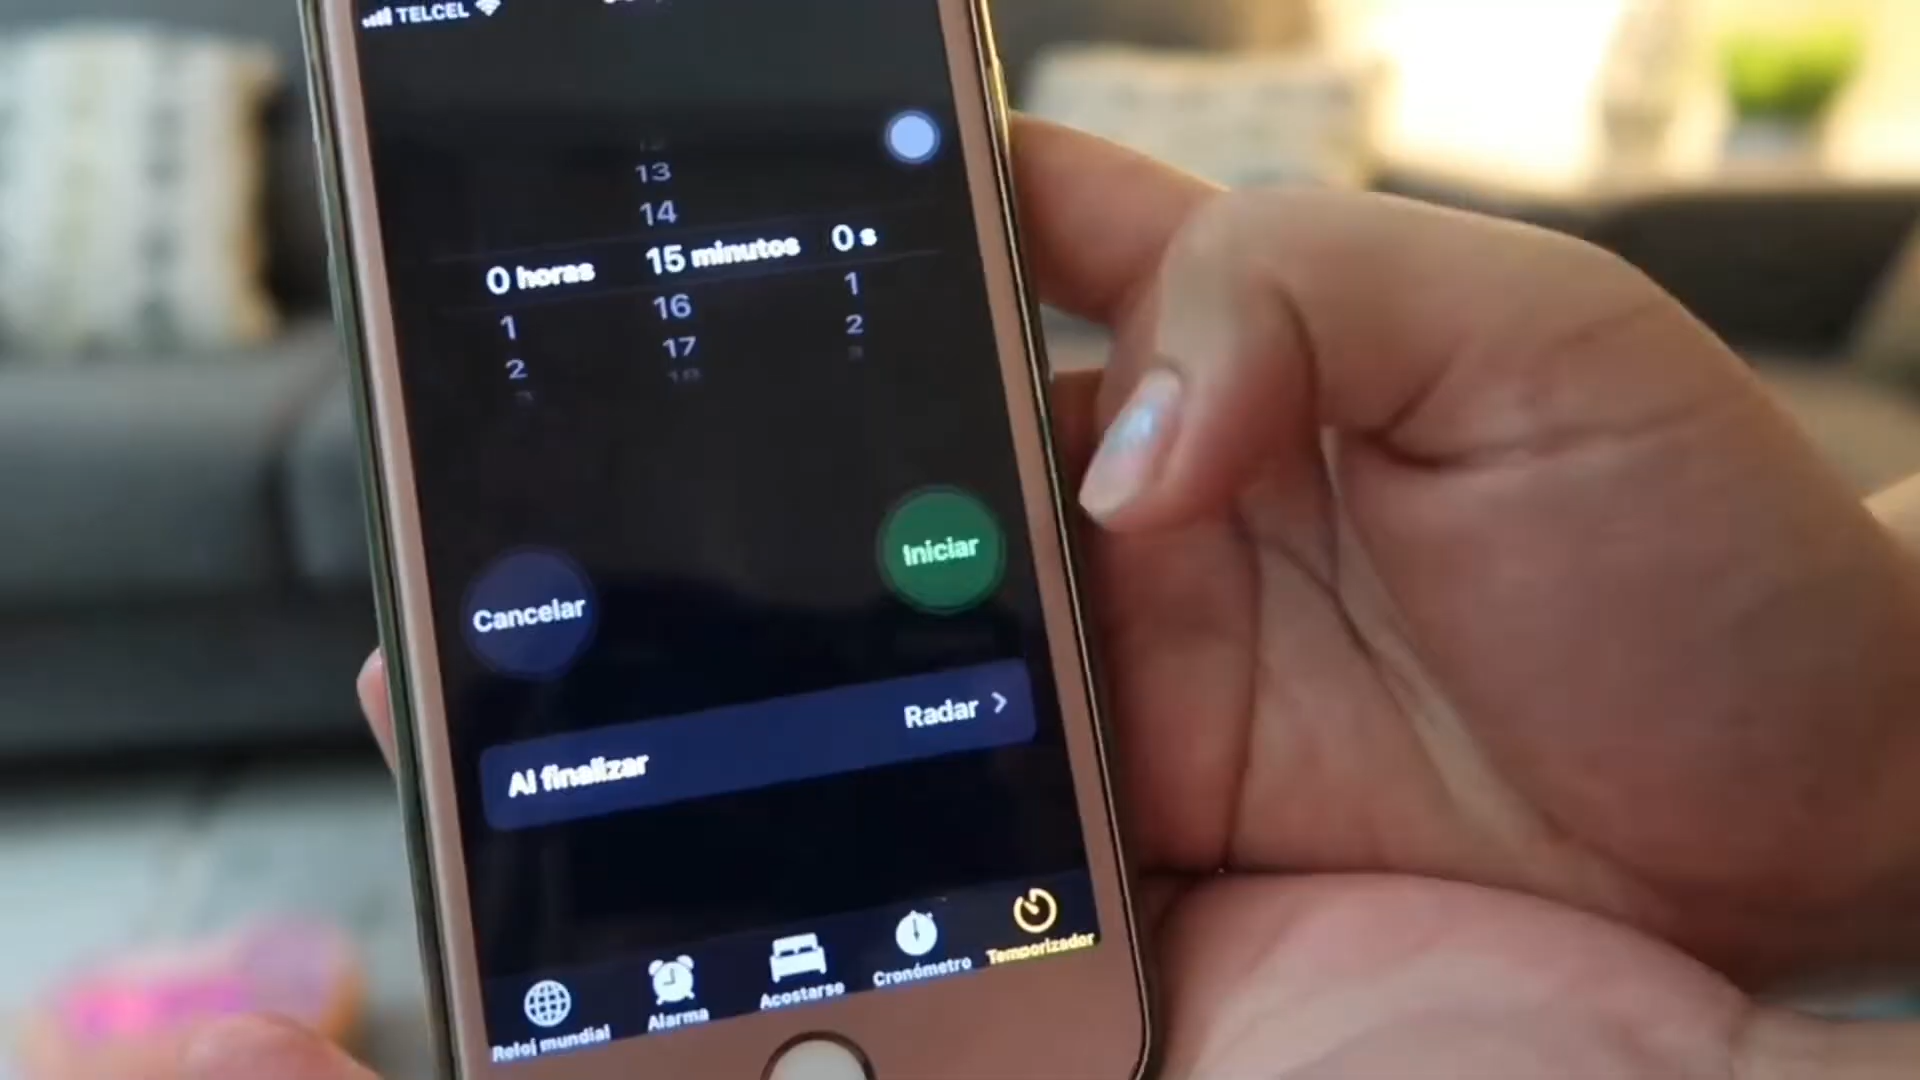 TELCEL
13
14
0 horas 15 minutos 0 s
1 16 1
2 17 2
Iniciar
Cancelar
Radar
Al finalizar
Reloj mundial Alarma Acostarse Cronómetro Temporizador